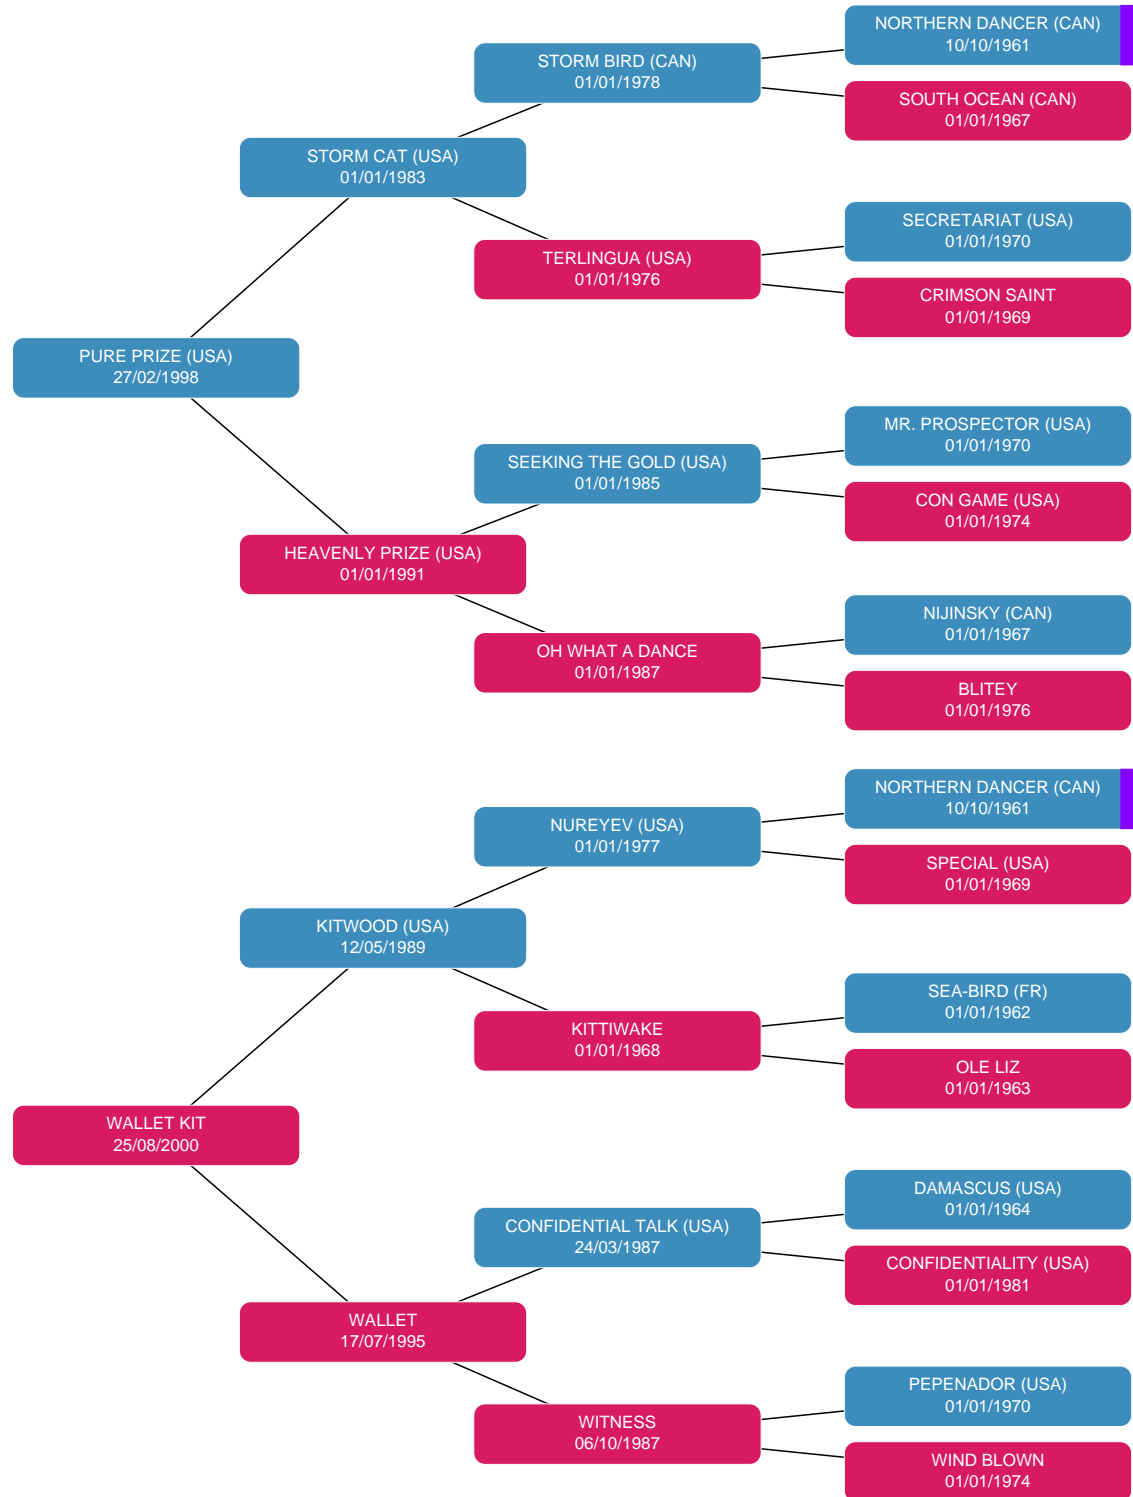 NORTHERN DANCER (CAN)
10/10/1961
STORM BIRD (CAN)
01/01/1978
SOUTH OCEAN (CAN)
01/01/1967
STORM CAT (USA)
01/01/1983
SECRETARIAT (USA)
01/01/1970
TERLINGUA (USA)
01/01/1976
CRIMSON SAINT
01/01/1969
PURE PRIZE (USA)
27/02/1998
MR. PROSPECTOR (USA)
01/01/1970
SEEKING THE GOLD (USA)
01/01/1985
CON GAME (USA)
01/01/1974
HEAVENLY PRIZE (USA)
01/01/1991
NIJINSKY (CAN)
01/01/1967
OH WHAT A DANCE
01/01/1987
BLITEY
01/01/1976
NORTHERN DANCER (CAN)
10/10/1961
NUREYEV (USA)
01/01/1977
SPECIAL (USA)
01/01/1969
KITWOOD (USA)
12/05/1989
SEA-BIRD (FR)
01/01/1962
KITTIWAKE
01/01/1968
OLE LIZ
01/01/1963
WALLET KIT
25/08/2000
DAMASCUS (USA)
01/01/1964
CONFIDENTIAL TALK (USA)
24/03/1987
CONFIDENTIALITY (USA)
01/01/1981
WALLET
17/07/1995
PEPENADOR (USA)
01/01/1970
WITNESS
06/10/1987
WIND BLOWN
01/01/1974